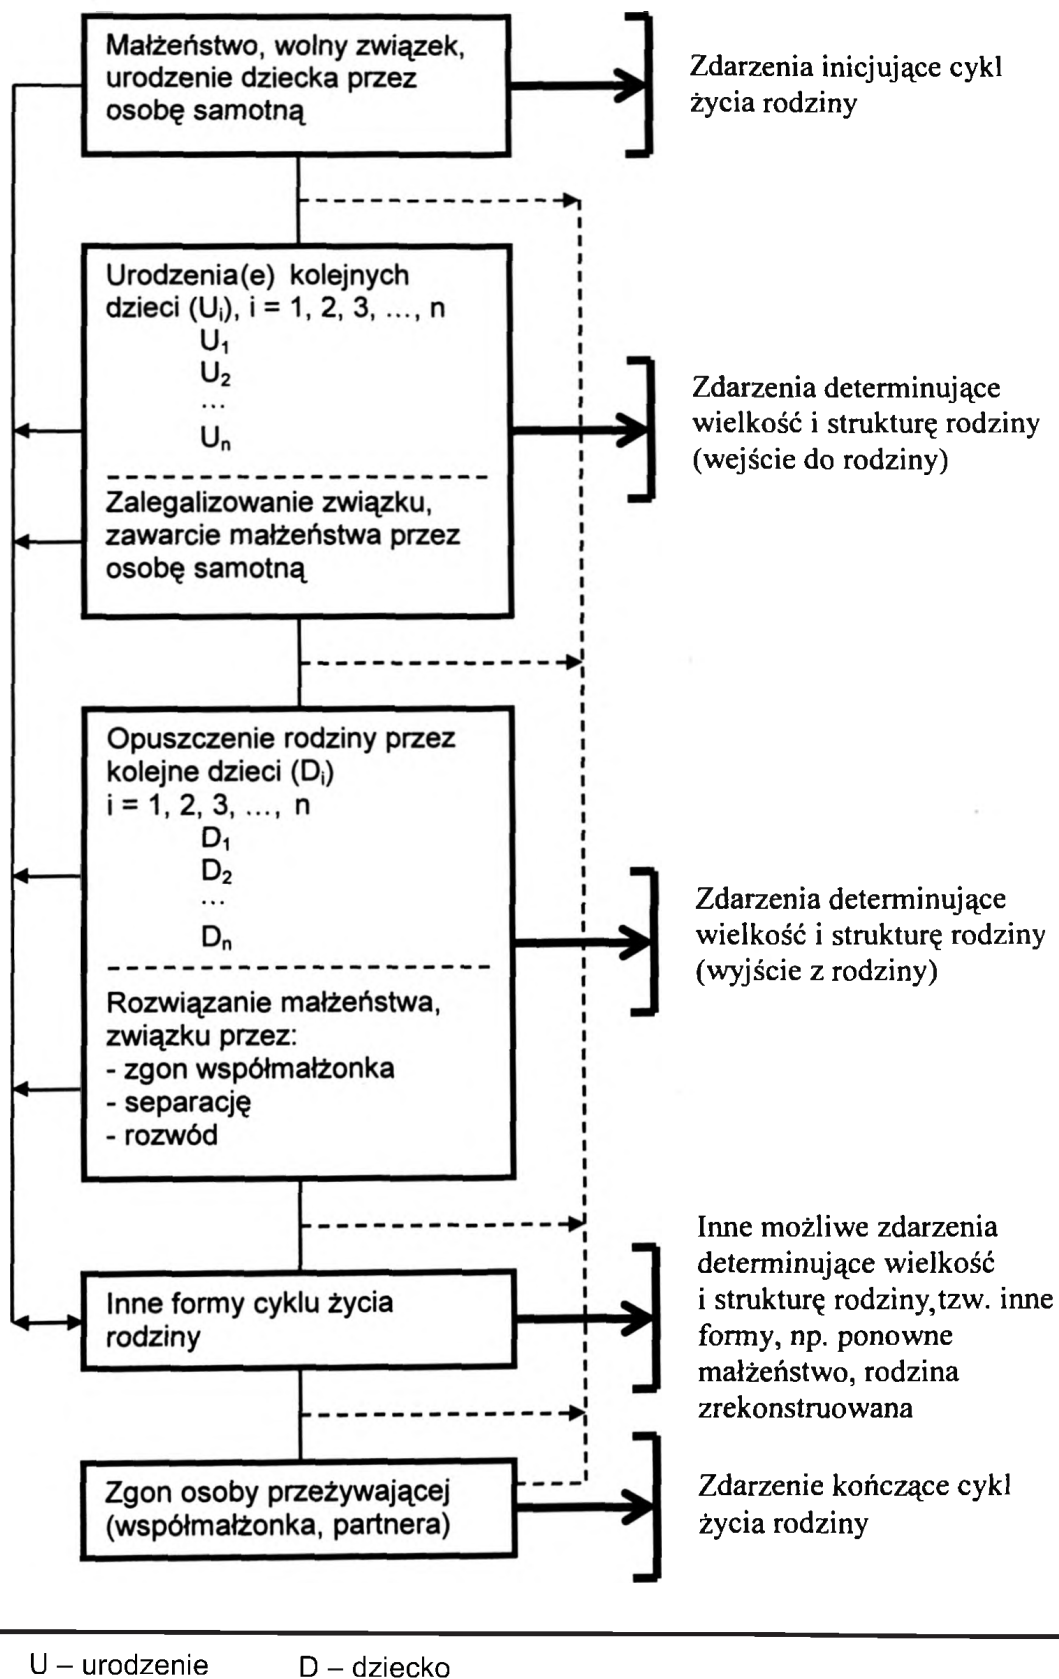 Małżeństwo, wolny związek,
urodzenie dziecka przez
osobę samotną
Zdarzenia inicjujące cykl
życia rodziny
Urodzenia(e) kolejnych
dzieci (Uᵢ), i = 1, 2, 3, ..., n
U₁
U₂
...
Uₙ
Zalegalizowanie związku,
zawarcie małżeństwa przez
osobę samotną
Zdarzenia determinujące
wielkość i strukturę rodziny
(wejście do rodziny)
Opuszczenie rodziny przez
kolejne dzieci (Dᵢ)
i = 1, 2, 3, ..., n
D₁
D₂
...
Dₙ
Rozwiązanie małżeństwa,
związku przez:
- zgon współmałżonka
- separację
- rozwód
Zdarzenia determinujące
wielkość i strukturę rodziny
(wyjście z rodziny)
Inne formy cyklu życia
rodziny
Inne możliwe zdarzenia
determinujące wielkość
i strukturę rodziny,tzw. inne
formy, np. ponowne
małżeństwo, rodzina
zrekonstruowana
Zgon osoby przeżywającej
(współmałżonka, partnera)
Zdarzenie kończące cykl
życia rodziny
U – urodzenie D – dziecko